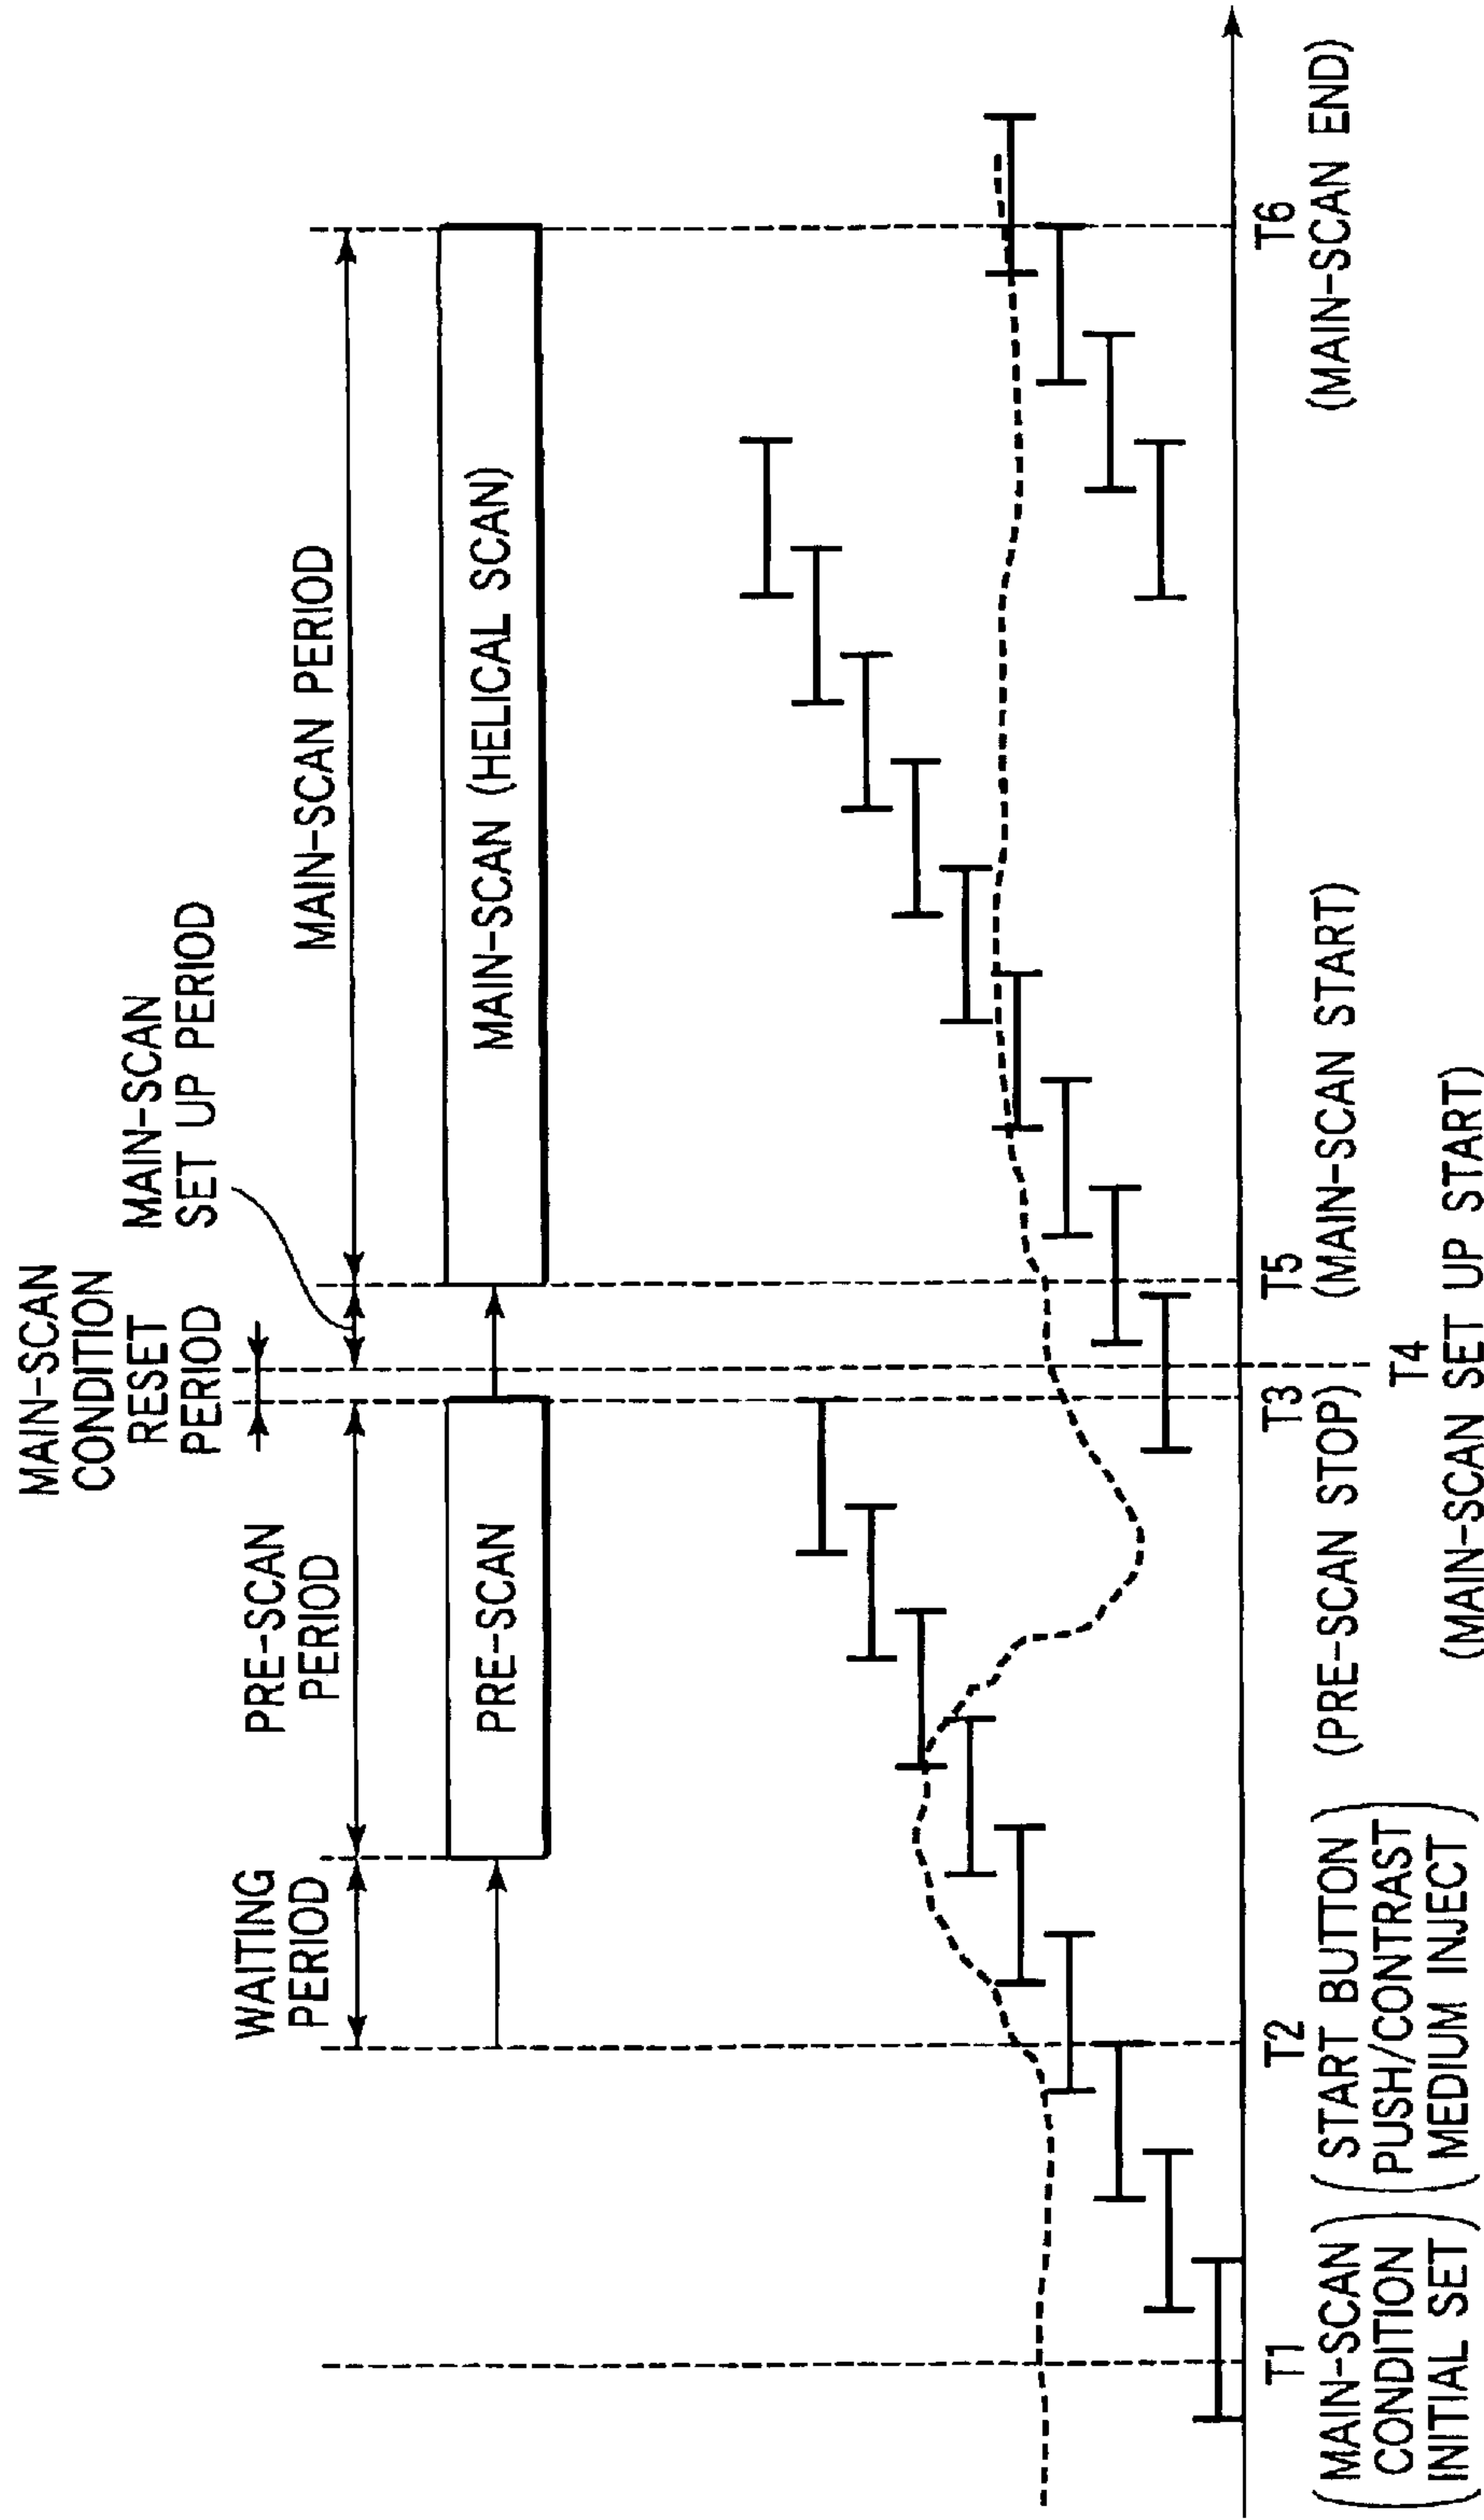 MAIN-SCAN
CONDITION
RESET
PERIOD
MAIN-SCAN
SET UP PERIOD
WAITING
PERIOD
PRE-SCAN
PERIOD
MAIN-SCAN PERIOD
PRE-SCAN
MAIN-SCAN (HELICAL SCAN)
T1
(MAIN-SCAN
CONDITION
INITIAL SET)
T2
(START BUTTON
PUSH/CONTRAST
MEDIUM INJECT)
T3
(PRE-SCAN STOP)
T4
(MAIN-SCAN SET UP START)
T5
(MAIN-SCAN START)
T6
(MAIN-SCAN END)